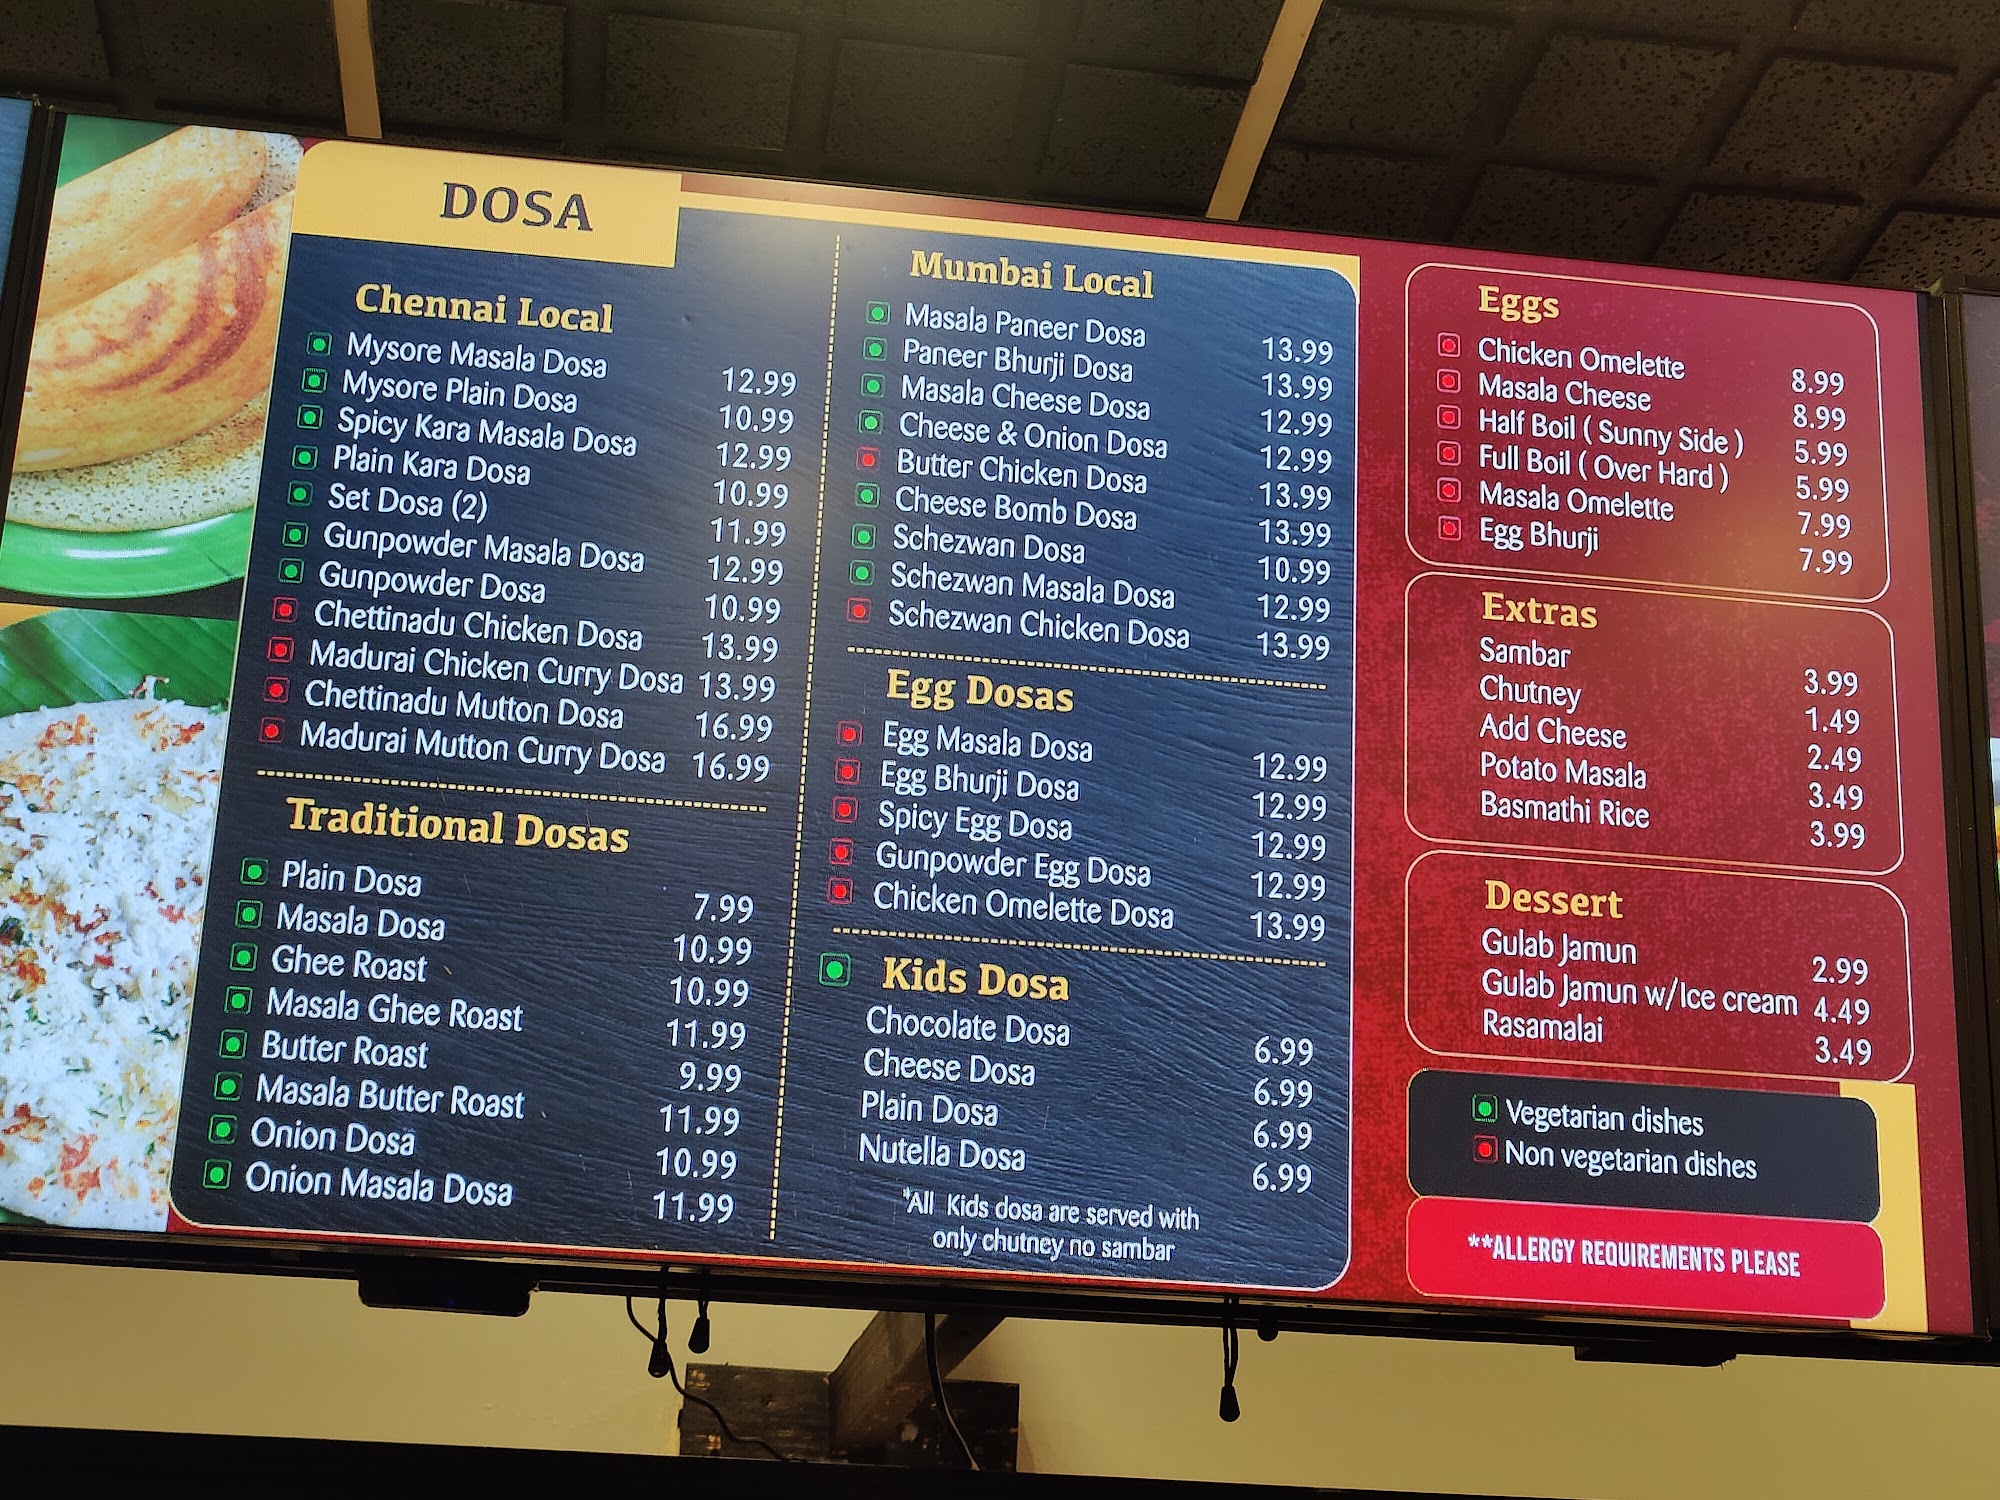 DOSA
Chennai Local
Mysore Masala Dosa 12.99
Mysore Plain Dosa 10.99
Spicy Kara Masala Dosa 12.99
Plain Kara Dosa 10.99
Set Dosa (2) 11.99
Gunpowder Masala Dosa 12.99
Gunpowder Dosa 10.99
Chettinadu Chicken Dosa 13.99
Madurai Chicken Curry Dosa 13.99
Chettinadu Mutton Dosa 16.99
Madurai Mutton Curry Dosa 16.99
Traditional Dosas
Plain Dosa 7.99
Masala Dosa 10.99
Ghee Roast 10.99
Masala Ghee Roast 11.99
Butter Roast 9.99
Masala Butter Roast 11.99
Onion Dosa 10.99
Onion Masala Dosa 11.99
Mumbai Local
Masala Paneer Dosa 13.99
Paneer Bhurji Dosa 13.99
Masala Cheese Dosa 12.99
Cheese & Onion Dosa 12.99
Butter Chicken Dosa 13.99
Cheese Bomb Dosa 13.99
Schezwan Dosa 10.99
Schezwan Masala Dosa 12.99
Schezwan Chicken Dosa 13.99
Egg Dosas
Egg Masala Dosa 12.99
Egg Bhurji Dosa 12.99
Spicy Egg Dosa 12.99
Gunpowder Egg Dosa 12.99
Chicken Omelette Dosa 13.99
Kids Dosa
Chocolate Dosa 6.99
Cheese Dosa 6.99
Plain Dosa 6.99
Nutella Dosa 6.99
*All Kids dosa are served with
only chutney no sambar
Eggs
Chicken Omelette 8.99
Masala Cheese 8.99
Half Boil ( Sunny Side ) 5.99
Full Boil ( Over Hard ) 5.99
Masala Omelette 7.99
Egg Bhurji 7.99
Extras
Sambar 3.99
Chutney 1.49
Add Cheese 2.49
Potato Masala 3.49
Basmathi Rice 3.99
Dessert
Gulab Jamun 2.99
Gulab Jamun w/Ice cream 4.49
Rasamalai 3.49
Vegetarian dishes
Non vegetarian dishes
**ALLERGY REQUIREMENTS PLEASE